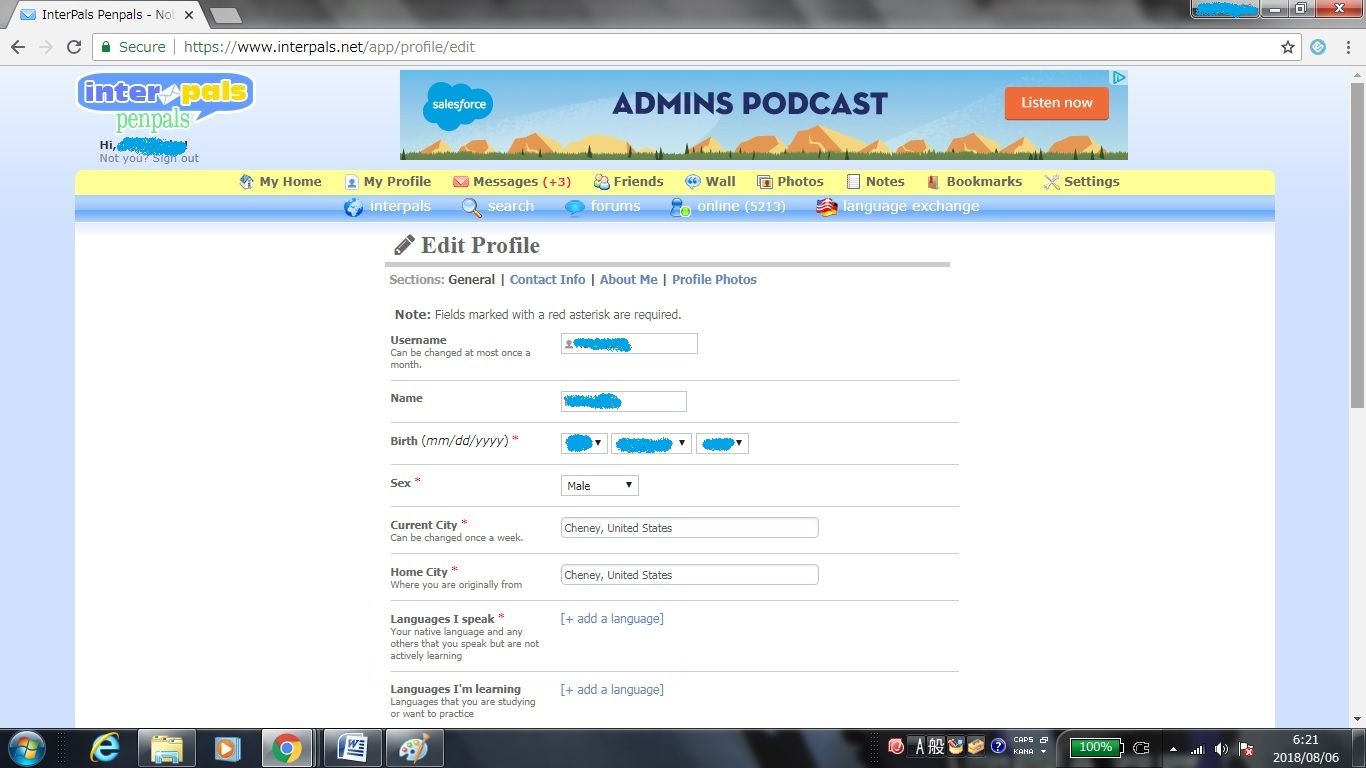 InterPals Penpals - No
Secure
https://www.interpals.net/app/profile/edit
inter pals
penpals
Hi,
Not you? Sign out
salesforce
ADMINS PODCAST
Listen now
My Home My Profile Messages (+3) Friends Wall Photos Notes Bookmarks Settings
interpals search forums online (5213) language exchange
Edit Profile
Sections: General | Contact Info | About Me | Profile Photos
Note: Fields marked with a red asterisk are required.
Username
Can be changed at most once a
month.
Name
Birth (mm/dd/yyyy) *
Sex *
Male
Current City *
Can be changed once a week.
Cheney, United States
Home City *
Where you are originally from
Cheney, United States
Languages I speak *
Your native language and any
others that you speak but are not
actively learning
[+ add a language]
Languages I'm learning
Languages that you are studying
or want to practice
[+ add a language]
A 般
CAPS
KANA
100%
6:21
2018/08/06